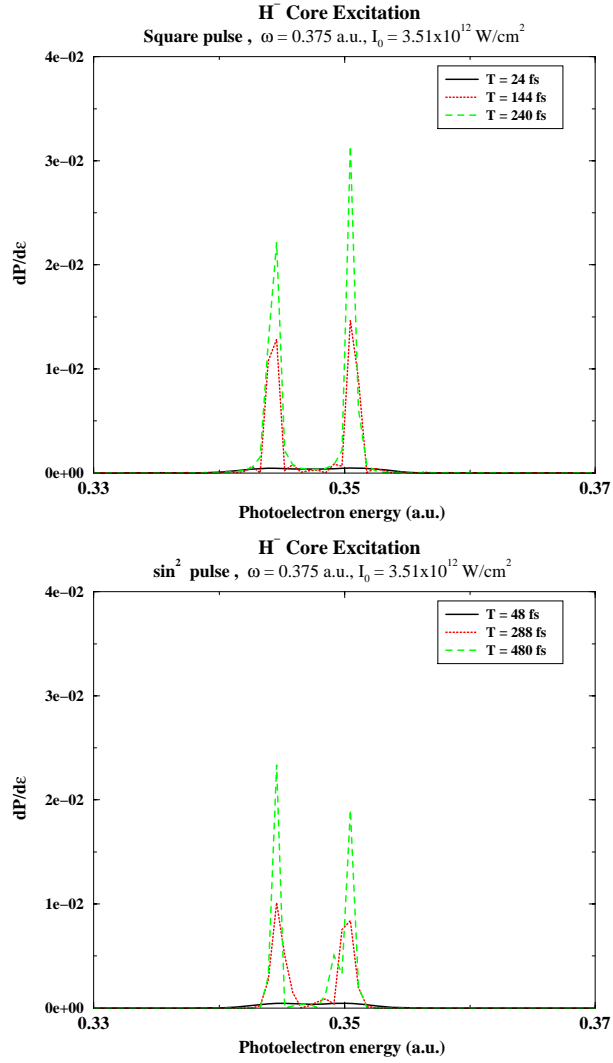 H⁻ Core Excitation
Square pulse , ω = 0.375 a.u., I₀ = 3.51x10¹² W/cm²
T = 24 fs
T = 144 fs
T = 240 fs
4e−02
3e−02
2e−02
1e−02
0e+00
dP/dε
0.33
0.35
0.37
Photoelectron energy (a.u.)
H⁻ Core Excitation
sin² pulse , ω = 0.375 a.u., I₀ = 3.51x10¹² W/cm²
T = 48 fs
T = 288 fs
T = 480 fs
4e−02
3e−02
2e−02
1e−02
0e+00
dP/dε
0.33
0.35
0.37
Photoelectron energy (a.u.)